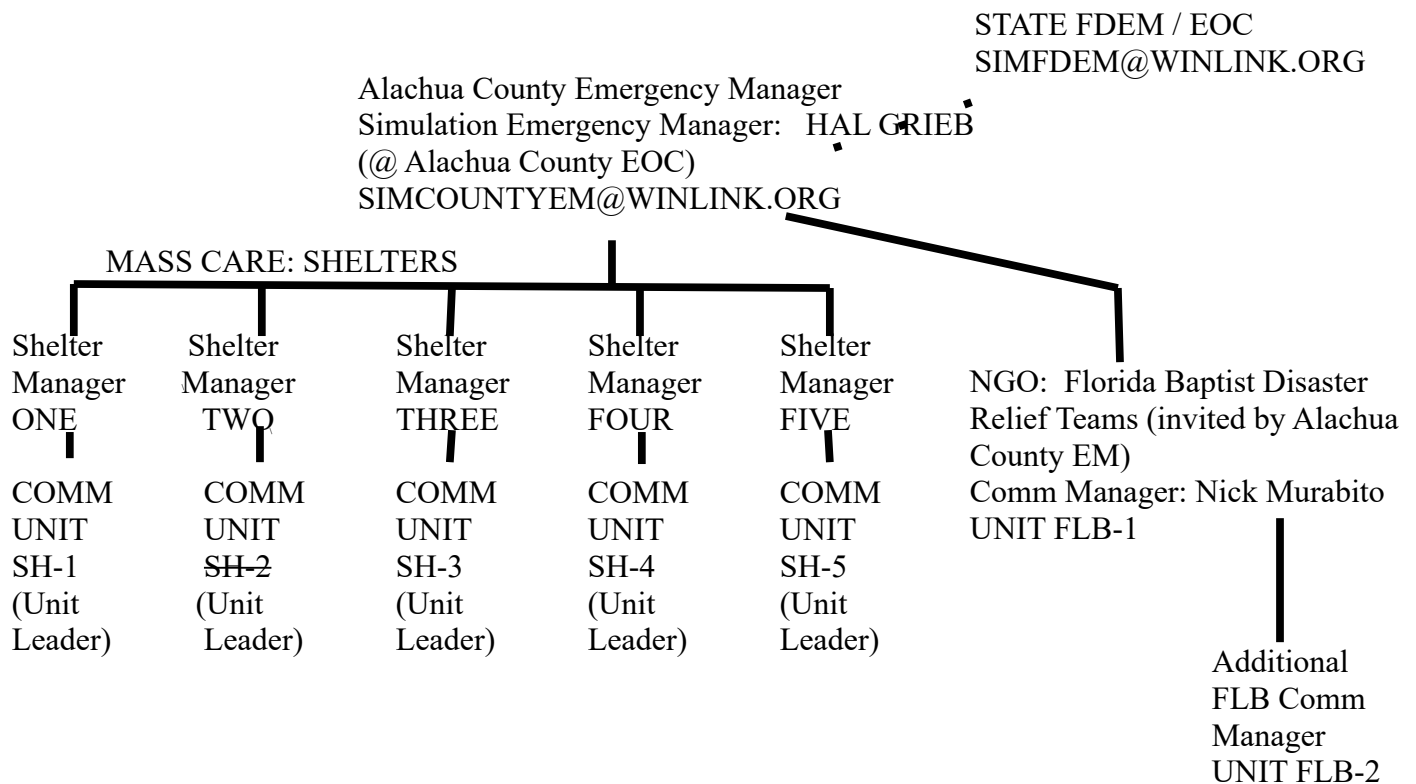 STATE FDEM / EOC
SIMFDEM@WINLINK.ORG
Alachua County Emergency Manager
Simulation Emergency Manager: HAL GRIEB
(@ Alachua County EOC)
SIMCOUNTYEM@WINLINK.ORG
MASS CARE: SHELTERS
Shelter
Manager
ONE
Shelter
Manager
TWO
Shelter
Manager
THREE
Shelter
Manager
FOUR
Shelter
Manager
FIVE
NGO: Florida Baptist Disaster
Relief Teams (invited by Alachua
County EM)
Comm Manager: Nick Murabito
UNIT FLB-1
COMM
UNIT
SH-1
(Unit
Leader)
COMM
UNIT
SH-2
(Unit
Leader)
COMM
UNIT
SH-3
(Unit
Leader)
COMM
UNIT
SH-4
(Unit
Leader)
COMM
UNIT
SH-5
(Unit
Leader)
Additional
FLB Comm
Manager
UNIT FLB-2